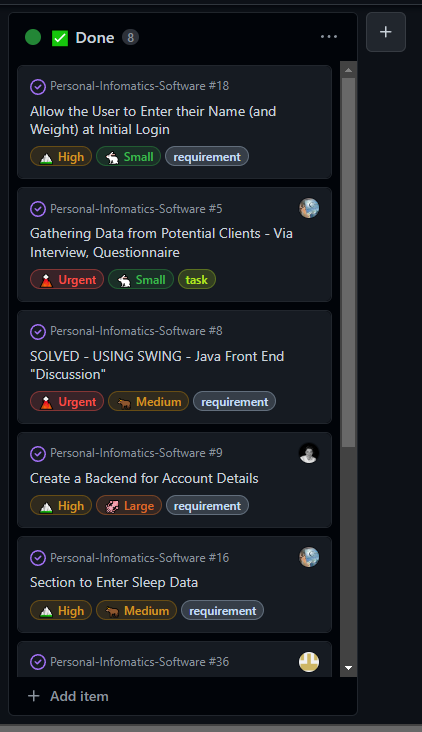 Done 8
Personal-Infomatics-Software #18
Allow the User to Enter their Name (and
Weight) at Initial Login
High Small requirement
Personal-Infomatics-Software #5
Gathering Data from Potential Clients - Via
Interview, Questionnaire
Urgent Small task
Personal-Infomatics-Software #8
SOLVED - USING SWING - Java Front End
"Discussion"
Urgent Medium requirement
Personal-Infomatics-Software #9
Create a Backend for Account Details
High Large requirement
Personal-Infomatics-Software #16
Section to Enter Sleep Data
High Medium requirement
Personal-Infomatics-Software #36
Add item